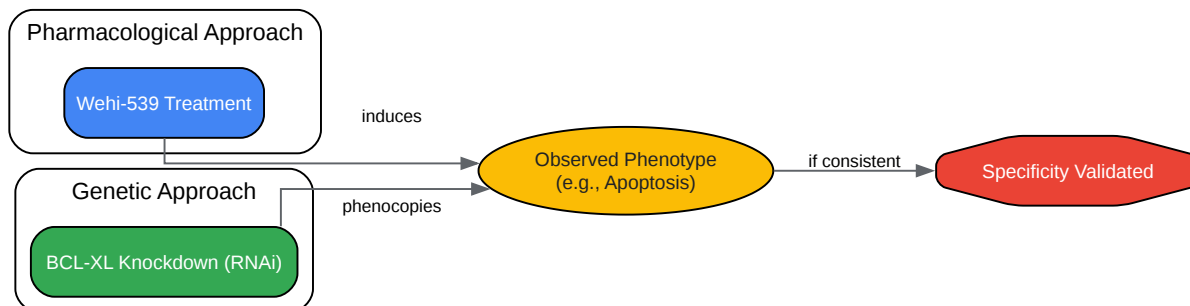 Pharmacological Approach
Wehi-539 Treatment
induces
Genetic Approach
phenocopies
BCL-XL Knockdown (RNAi)
Observed Phenotype
(e.g., Apoptosis)
if consistent
Specificity Validated